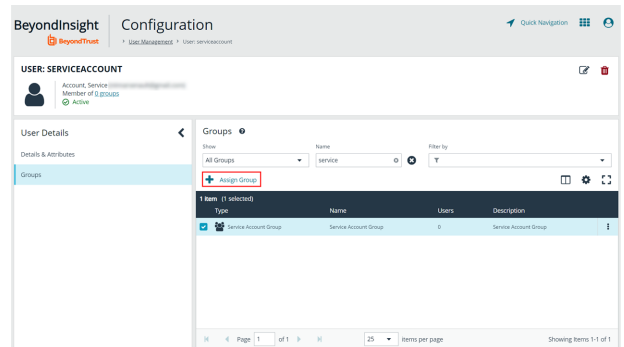 BeyondInsight
BeyondTrust
Configuration
User Management
User: serviceaccount
Quick Navigation
USER: SERVICEACCOUNT
Account, Service
Member of 0 groups
Active
User Details
Details & Attributes
Groups
Groups
Show
Name
Filter by
All Groups
service
Assign Group
1 item (1 selected)
Type Name Users Description
Service Account Group Service Account Group 0 Service Account Group
Page 1 of 1 25 items per page Showing items 1-1 of 1